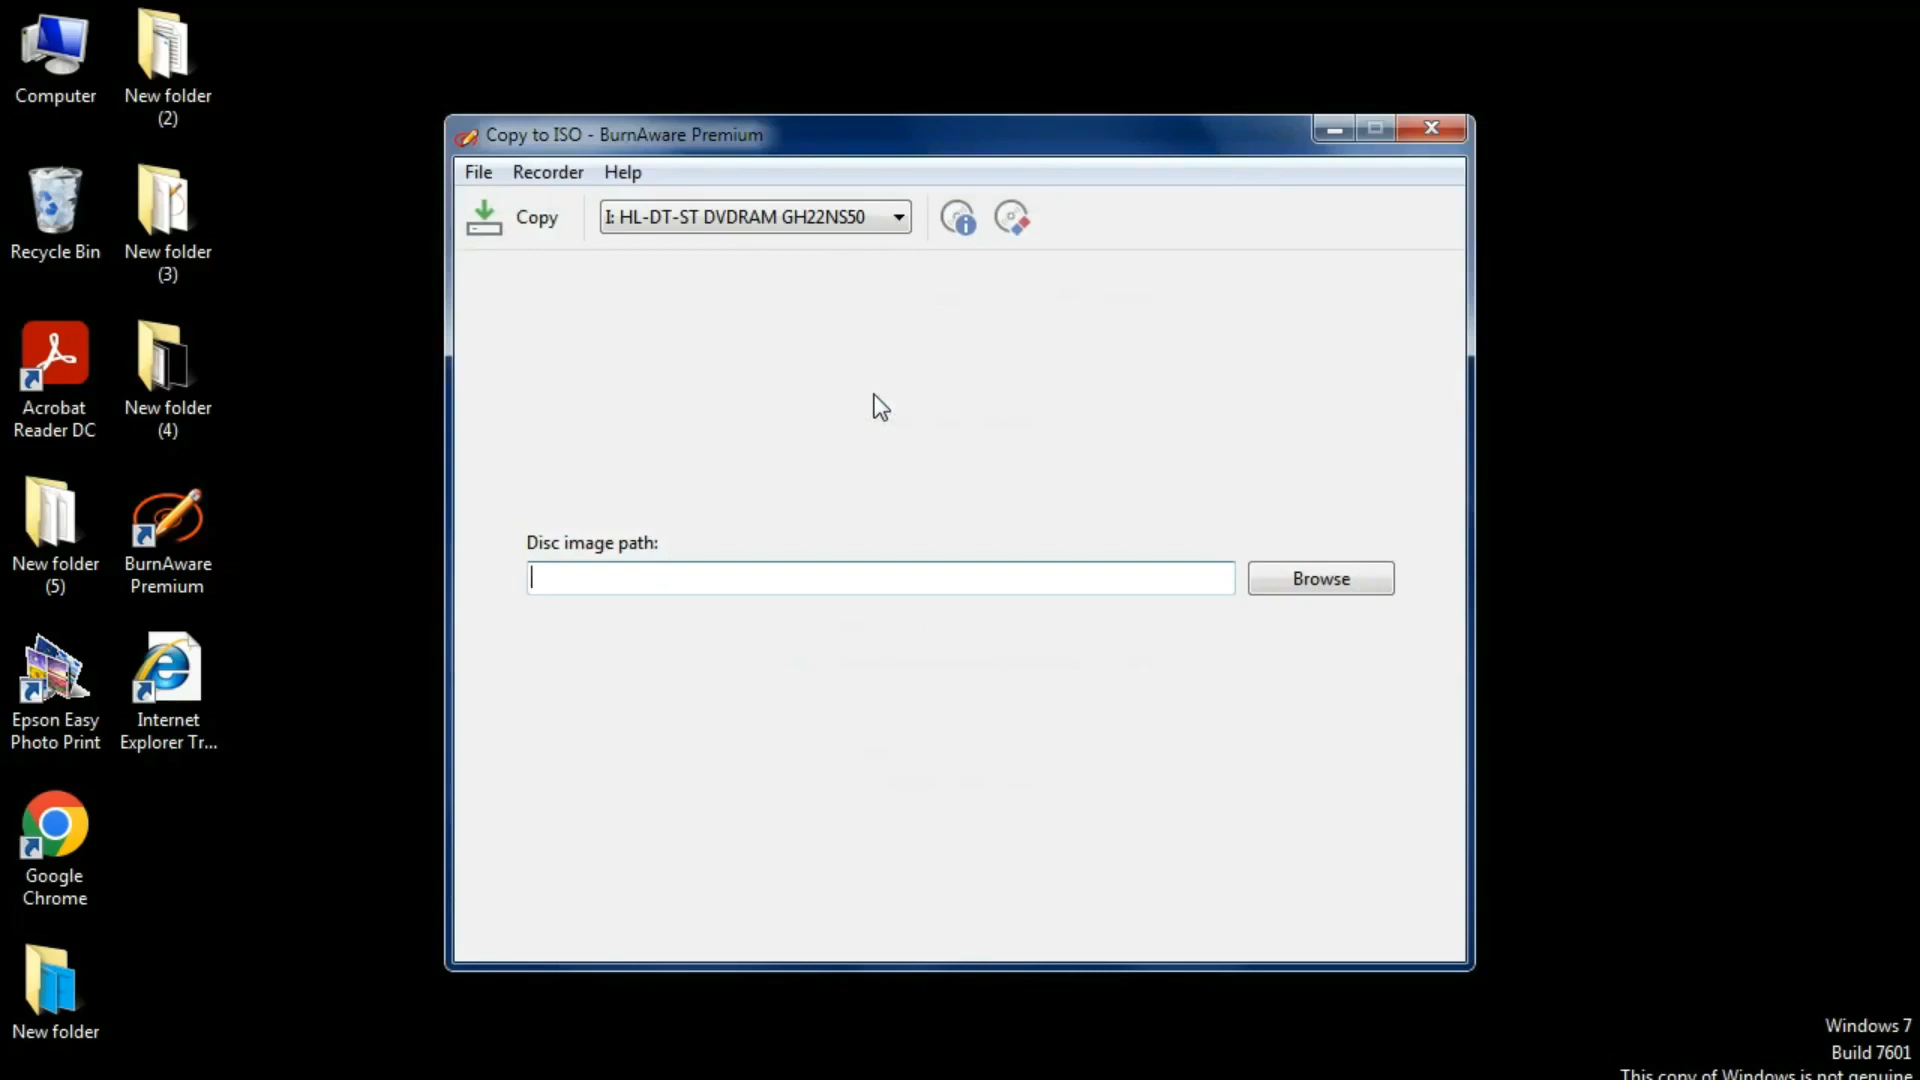 Computer
New folder
(2)
Recycle Bin
New folder
(3)
Acrobat
Reader DC
New folder
(4)
New folder
(5)
BurnAware
Premium
Epson Easy
Photo Print
Internet
Explorer Tr...
Google
Chrome
New folder
Copy to ISO - BurnAware Premium
File Recorder Help
Copy
I: HL-DT-ST DVDRAM GH22NS50
Disc image path:
Browse
Windows 7
Build 7601
This copy of Windows is not genuine